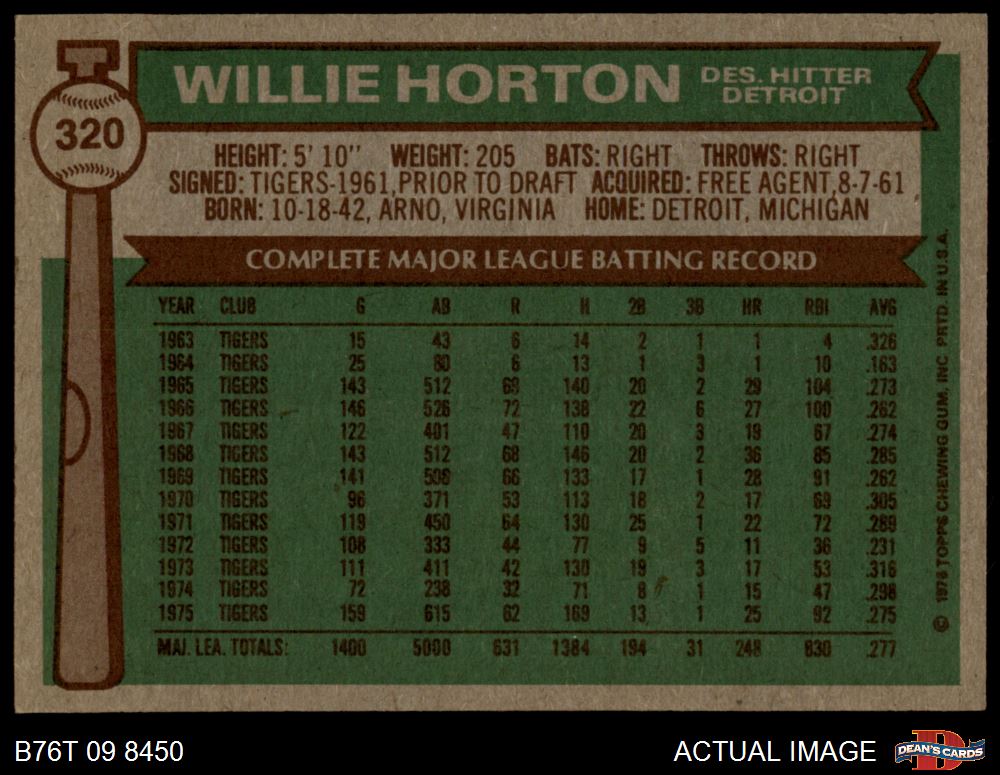 WILLIE HORTON DES. HITTER
DETROIT
320
HEIGHT: 5' 10" WEIGHT: 205 BATS: RIGHT THROWS: RIGHT
SIGNED: TIGERS-1961, PRIOR TO DRAFT ACQUIRED: FREE AGENT, 8-7-61
BORN: 10-18-42, ARNO, VIRGINIA HOME: DETROIT, MICHIGAN
COMPLETE MAJOR LEAGUE BATTING RECORD
YEAR CLUB G AB R H 2B 3B HR RBI AVG
1963 TIGERS 15 43 6 14 2 1 1 4 .326
1964 TIGERS 25 80 6 13 1 3 1 10 .163
1965 TIGERS 143 512 69 140 20 2 29 104 .273
1966 TIGERS 146 526 72 138 22 6 27 100 .262
1967 TIGERS 122 401 47 110 20 3 19 67 .274
1968 TIGERS 143 512 68 146 20 2 36 85 .285
1969 TIGERS 141 508 66 133 17 1 28 91 .262
1970 TIGERS 96 371 53 113 18 2 17 69 .305
1971 TIGERS 119 450 64 130 25 1 22 72 .289
1972 TIGERS 108 333 44 77 9 5 11 36 .231
1973 TIGERS 111 411 42 130 19 3 17 53 .316
1974 TIGERS 72 238 32 71 8 1 15 47 .298
1975 TIGERS 159 615 62 169 13 1 25 92 .275
MAJ. LEA. TOTALS: 1400 5000 631 1384 194 31 248 830 .277
© 1976 TOPPS CHEWING GUM, INC. PRTD. IN U.S.A.
B76T 09 8450 ACTUAL IMAGE
D
DEAN'S CARDS